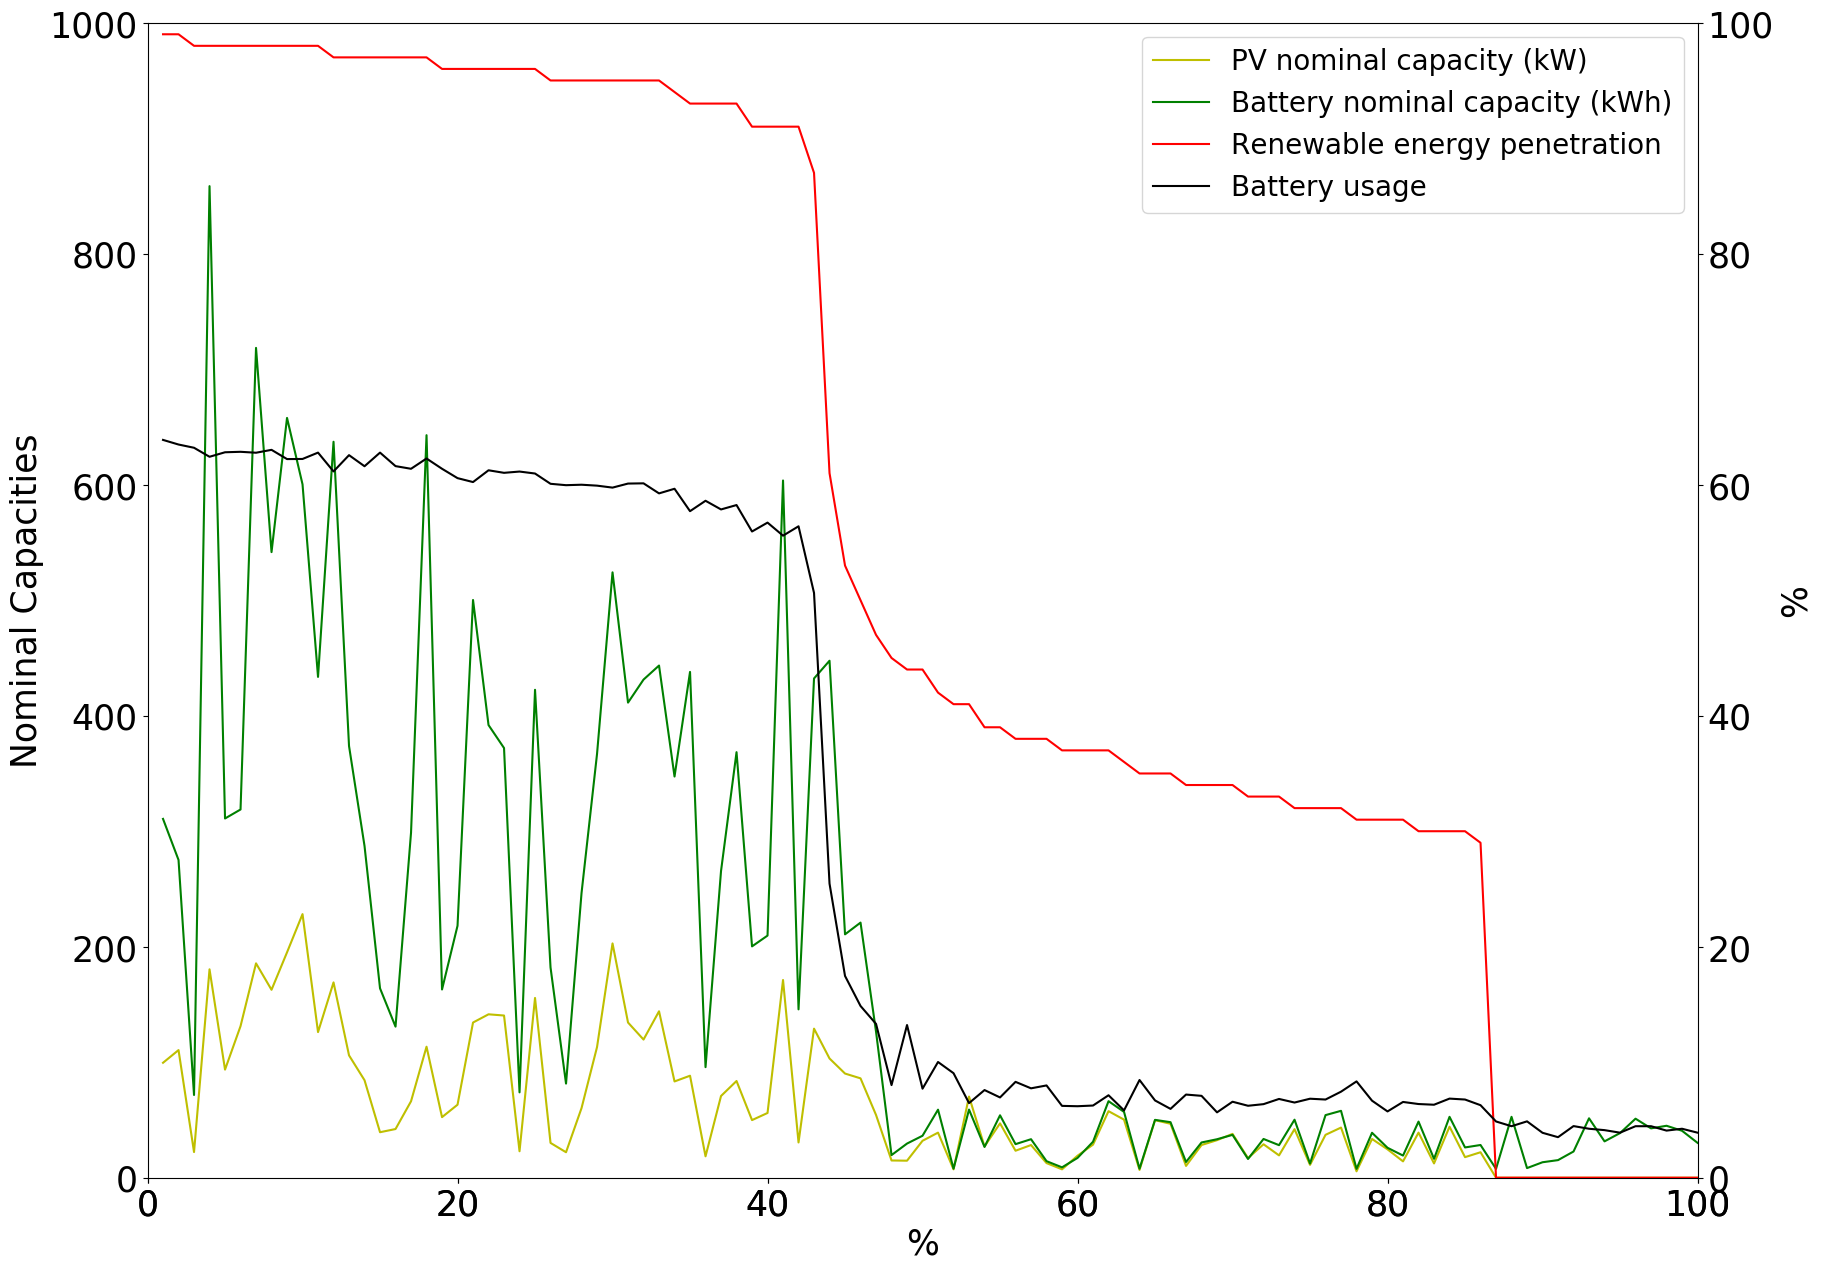 1000
800
600
400
200
0
Nominal Capacities
PV nominal capacity (kW)
Battery nominal capacity (kWh)
Renewable energy penetration
Battery usage
100
80
60
40
20
0
%
0 20 40 60 80 100
%